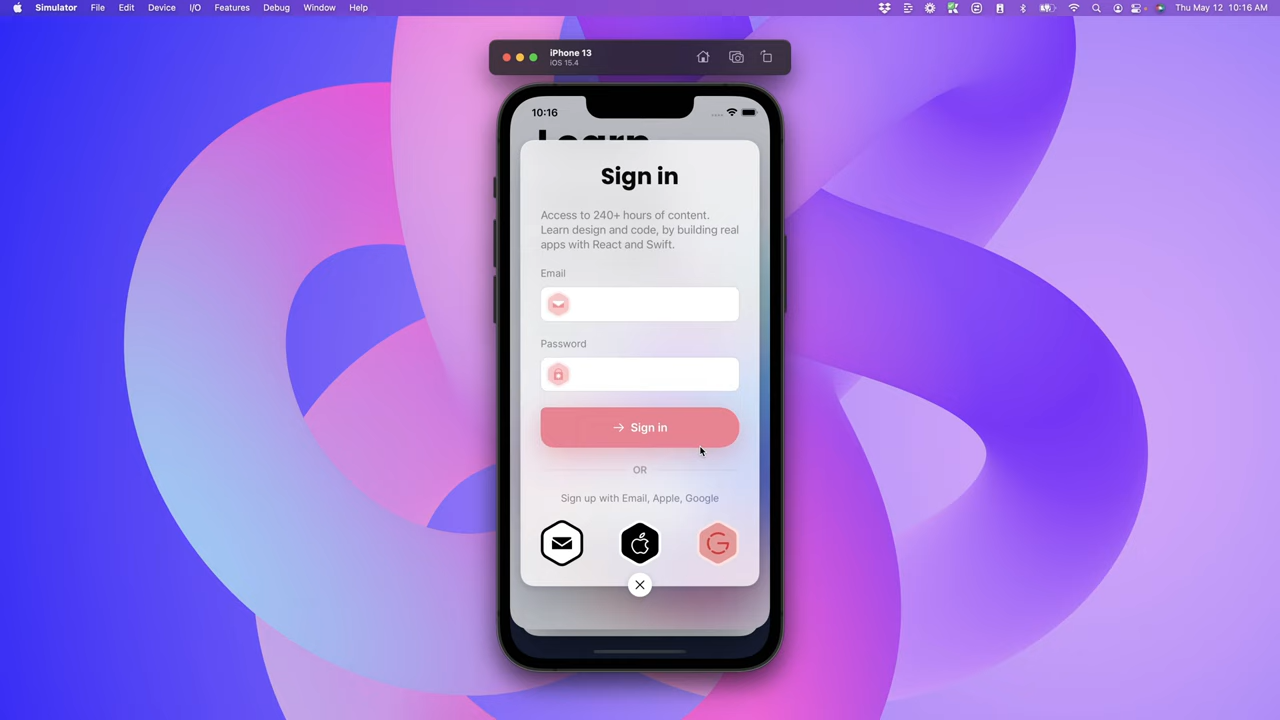 Simulator File Edit Device I/O Features Debug Window Help Thu May 12 10:16 AM
iPhone 13
iOS 15.4
10:16
Learn
Sign in
Access to 240+ hours of content.
Learn design and code, by building real
apps with React and Swift.
Email
Password
Sign in
OR
Sign up with Email, Apple, Google